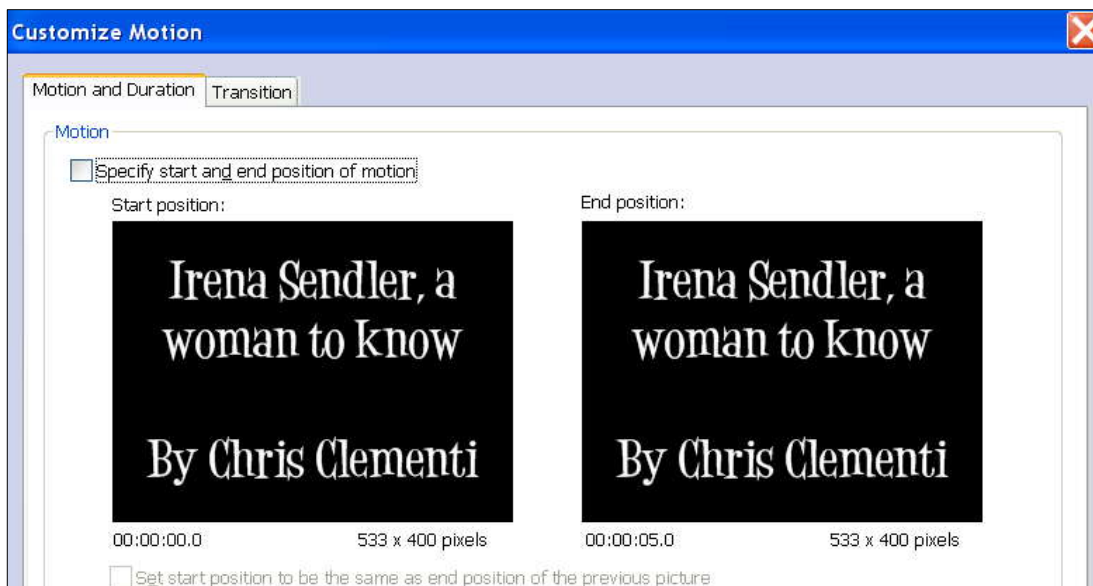 Customize Motion
Motion and Duration Transition
Motion
Specify start and end position of motion
Start position: End position:
Irena Sendler, a
woman to know
By Chris Clementi
Irena Sendler, a
woman to know
By Chris Clementi
00:00:00.0 533 x 400 pixels 00:00:05.0 533 x 400 pixels
Set start position to be the same as end position of the previous picture